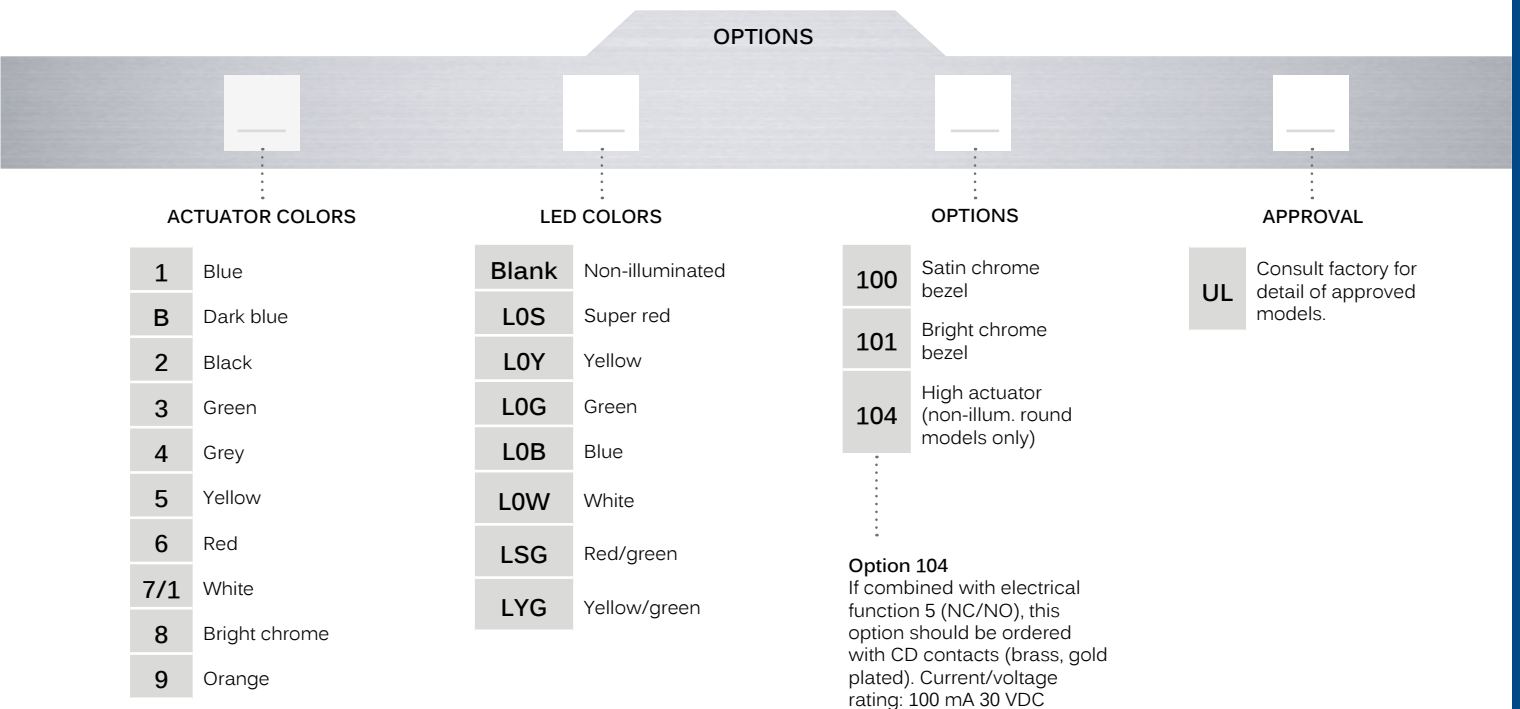 OPTIONS
ACTUATOR COLORS
1 Blue
B Dark blue
2 Black
3 Green
4 Grey
5 Yellow
6 Red
7/1 White
8 Bright chrome
9 Orange
LED COLORS
Blank Non-illuminated
L0S Super red
L0Y Yellow
L0G Green
L0B Blue
L0W White
LSG Red/green
LYG Yellow/green
OPTIONS
100 Satin chrome
bezel
101 Bright chrome
bezel
104 High actuator
(non-illum. round
models only)
Option 104
If combined with electrical
function 5 (NC/NO), this
option should be ordered
with CD contacts (brass, gold
plated). Current/voltage
rating: 100 mA 30 VDC
APPROVAL
UL Consult factory for
detail of approved
models.